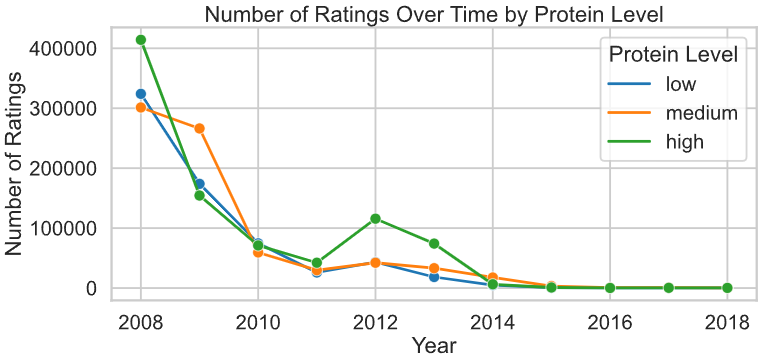 Number of Ratings Over Time by Protein Level
Number of Ratings
400000
300000
200000
100000
0
Protein Level
low
medium
high
2008 2010 2012 2014 2016 2018
Year